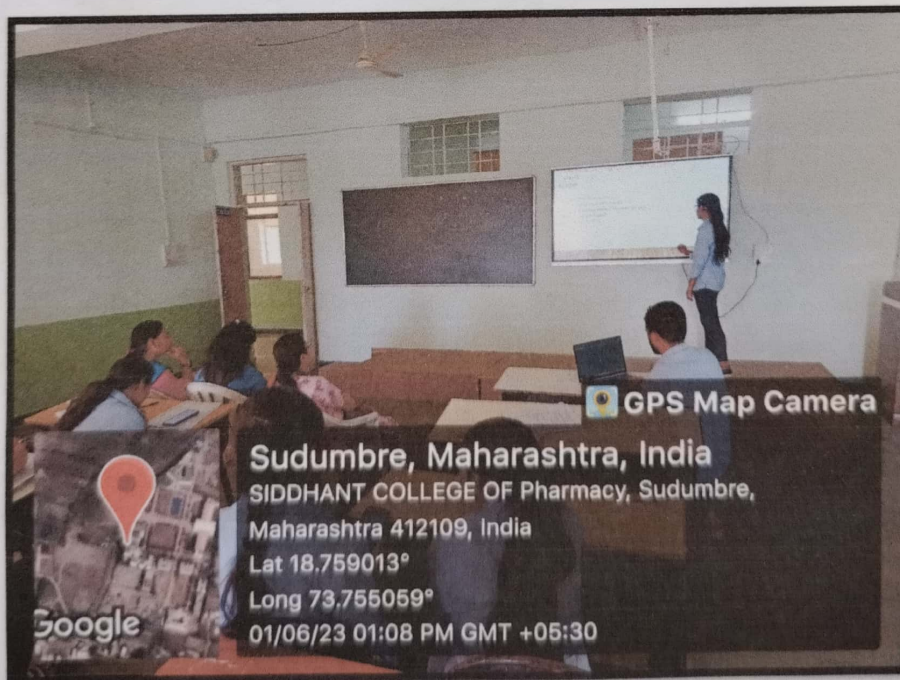 GPS Map Camera
Sudumbre, Maharashtra, India
SIDDHANT COLLEGE OF Pharmacy, Sudumbre,
Maharashtra 412109, India
Lat 18.759013°
Long 73.755059°
01/06/23 01:08 PM GMT +05:30
Google